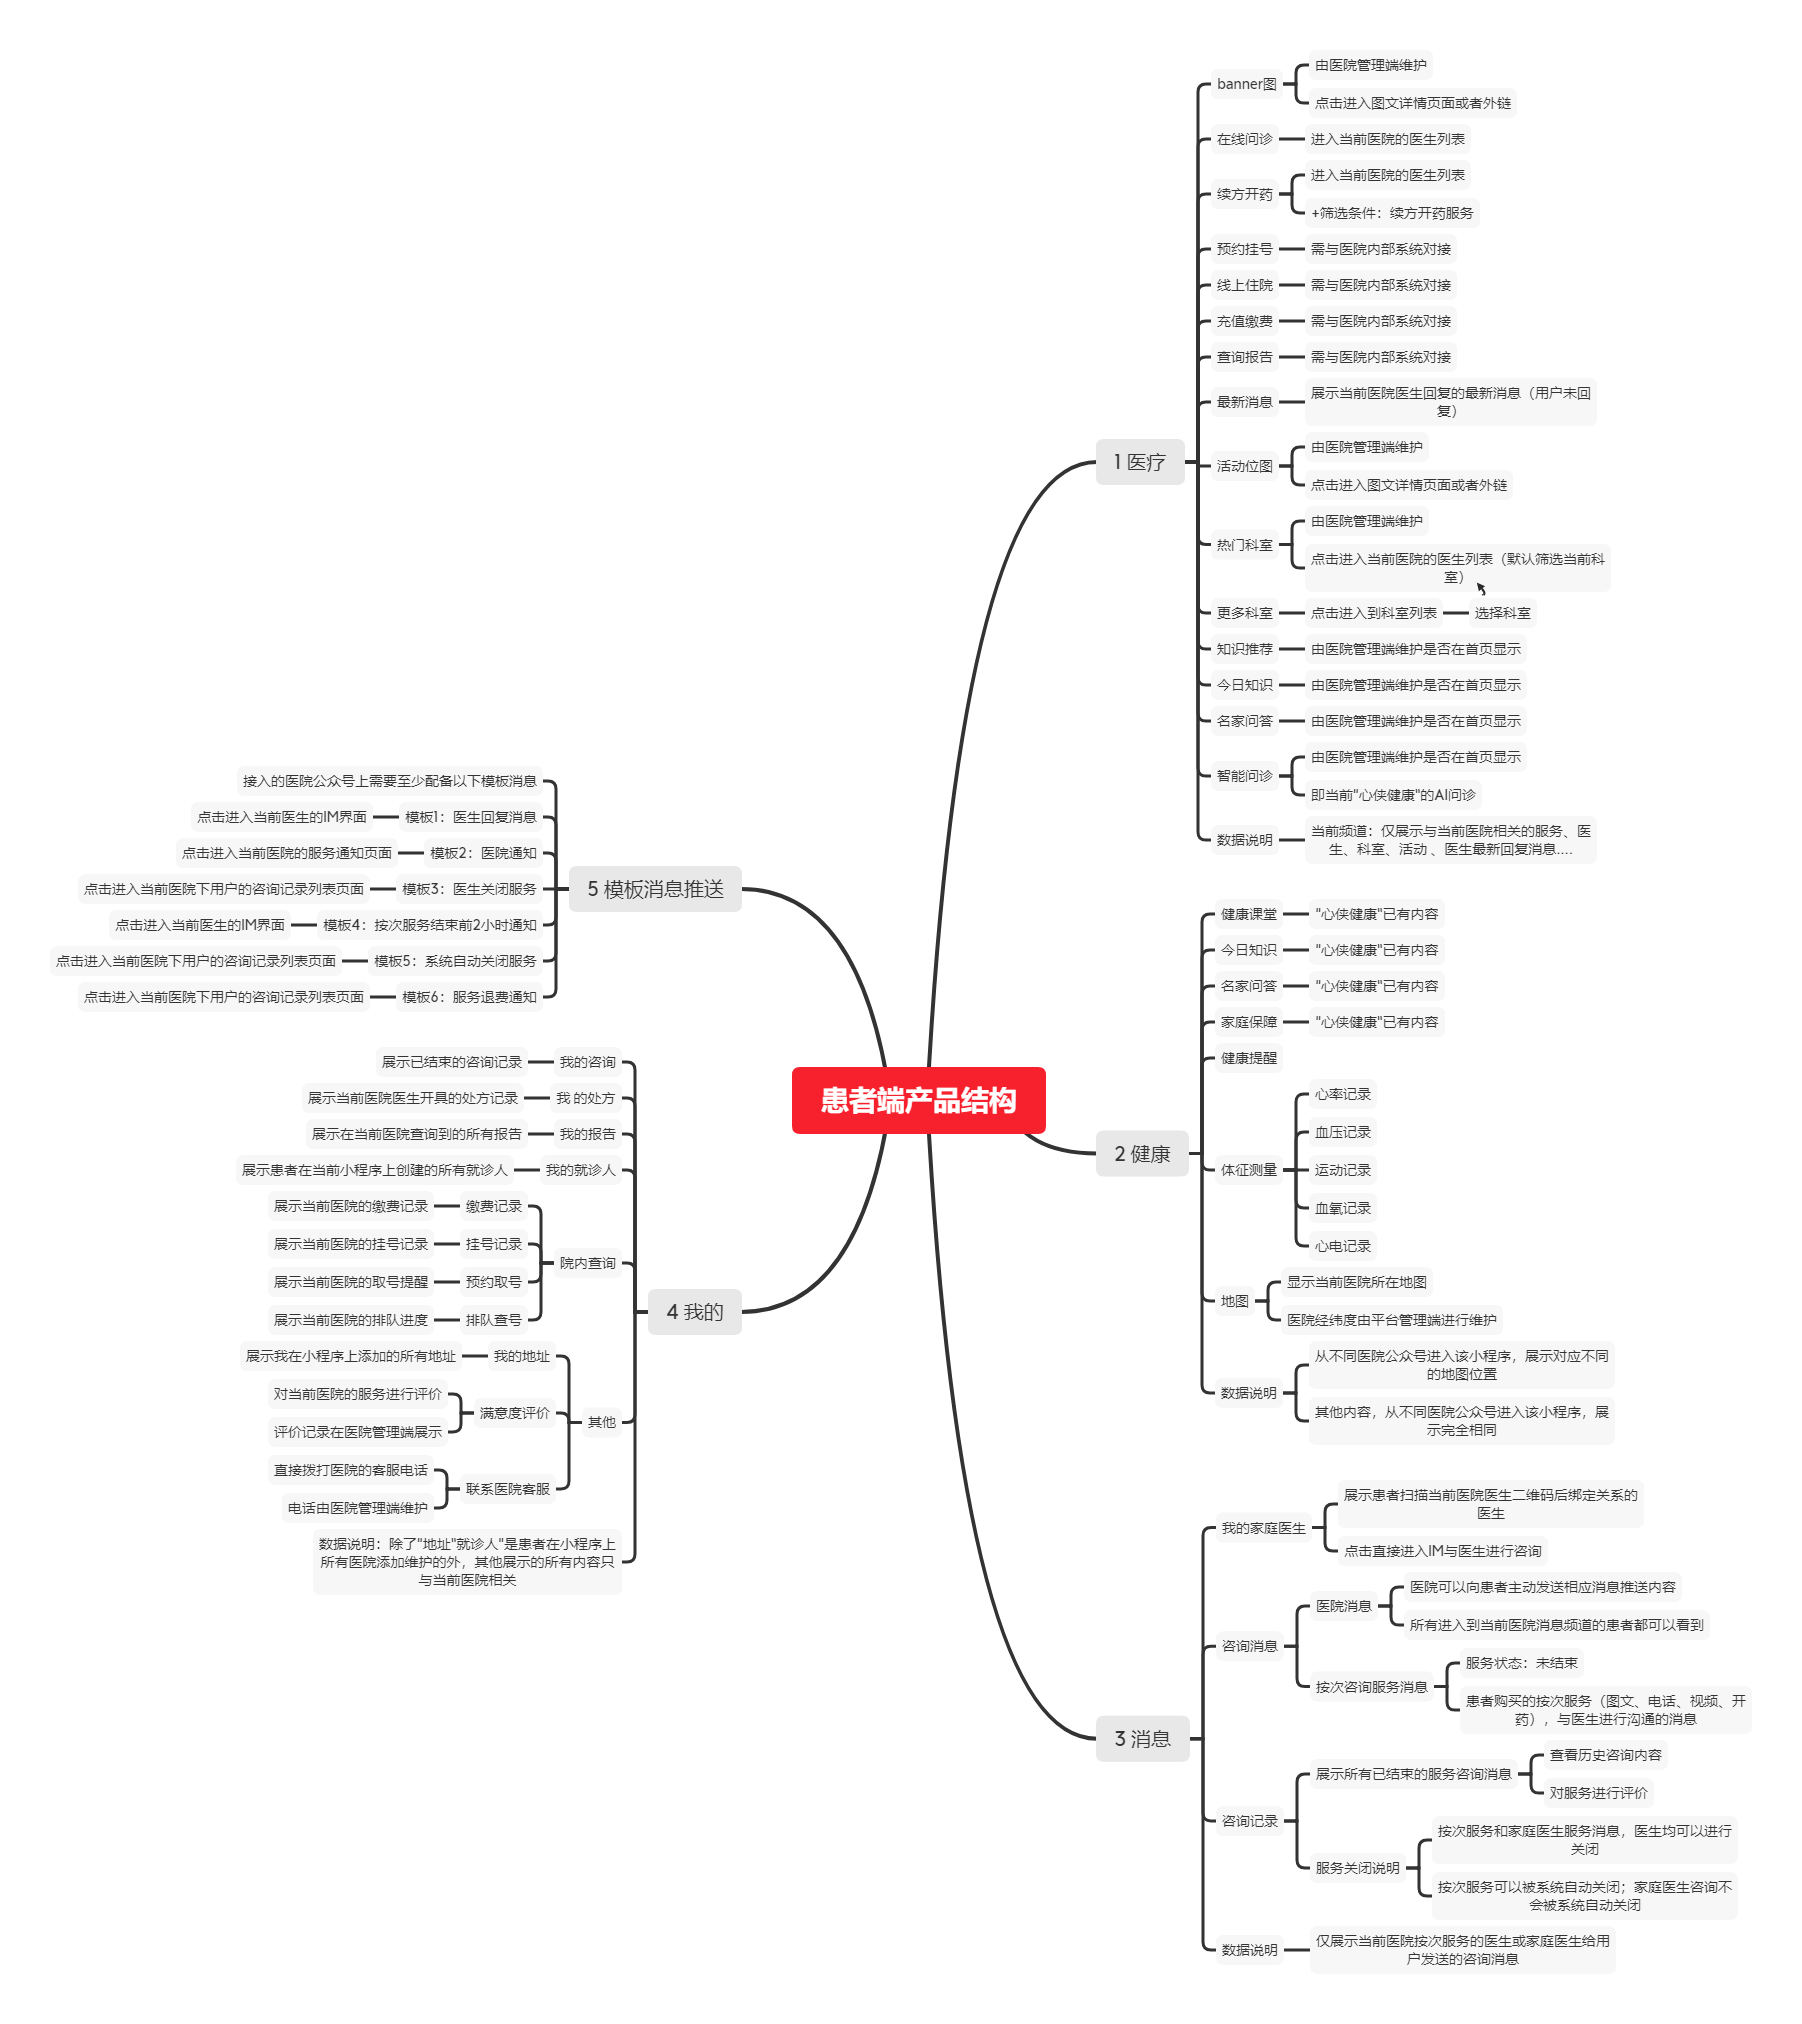 患者端产品结构
1 医疗
banner图
由医院管理端维护
点击进入图文详情页面或者外链
在线问诊
进入当前医院的医生列表
续方开药
进入当前医院的医生列表
+筛选条件：续方开药服务
预约挂号
需与医院内部系统对接
线上住院
需与医院内部系统对接
充值缴费
需与医院内部系统对接
查询报告
需与医院内部系统对接
最新消息
展示当前医院医生回复的最新消息（用户未回
复）
活动位图
由医院管理端维护
点击进入图文详情页面或者外链
热门科室
由医院管理端维护
点击进入当前医院的医生列表（默认筛选当前科
室）
更多科室
点击进入到科室列表
选择科室
知识推荐
由医院管理端维护是否在首页显示
今日知识
由医院管理端维护是否在首页显示
名家问答
由医院管理端维护是否在首页显示
智能问诊
由医院管理端维护是否在首页显示
即当前"心侠健康"的AI问诊
数据说明
当前频道：仅展示与当前医院相关的服务、医
生、科室、活动 、医生最新回复消息....
2 健康
健康课堂
"心侠健康"已有内容
今日知识
"心侠健康"已有内容
名家问答
"心侠健康"已有内容
家庭保障
"心侠健康"已有内容
健康提醒
体征测量
心率记录
血压记录
运动记录
血氧记录
心电记录
地图
显示当前医院所在地图
医院经纬度由平台管理端进行维护
数据说明
从不同医院公众号进入该小程序，展示对应不同
的地图位置
其他内容，从不同医院公众号进入该小程序，展
示完全相同
3 消息
我的家庭医生
展示患者扫描当前医院医生二维码后绑定关系的
医生
点击直接进入IM与医生进行咨询
咨询消息
医院消息
医院可以向患者主动发送相应消息推送内容
所有进入到当前医院消息频道的患者都可以看到
按次咨询服务消息
服务状态：未结束
患者购买的按次服务（图文、电话、视频、开
药），与医生进行沟通的消息
咨询记录
展示所有已结束的服务咨询消息
查看历史咨询内容
对服务进行评价
服务关闭说明
按次服务和家庭医生服务消息，医生均可以进行
关闭
按次服务可以被系统自动关闭；家庭医生咨询不
会被系统自动关闭
数据说明
仅展示当前医院按次服务的医生或家庭医生给用
户发送的咨询消息
4 我的
我的咨询
展示已结束的咨询记录
我 的处方
展示当前医院医生开具的处方记录
我的报告
展示在当前医院查询到的所有报告
我的就诊人
展示患者在当前小程序上创建的所有就诊人
院内查询
缴费记录
展示当前医院的缴费记录
挂号记录
展示当前医院的挂号记录
预约取号
展示当前医院的取号提醒
排队查号
展示当前医院的排队进度
其他
我的地址
展示我在小程序上添加的所有地址
满意度评价
对当前医院的服务进行评价
评价记录在医院管理端展示
联系医院客服
直接拨打医院的客服电话
电话由医院管理端维护
数据说明：除了"地址"就诊人"是患者在小程序上
所有医院添加维护的外，其他展示的所有内容只
与当前医院相关
5 模板消息推送
接入的医院公众号上需要至少配备以下模板消息
模板1：医生回复消息
点击进入当前医生的IM界面
模板2：医院通知
点击进入当前医院的服务通知页面
模板3：医生关闭服务
点击进入当前医院下用户的咨询记录列表页面
模板4：按次服务结束前2小时通知
点击进入当前医生的IM界面
模板5：系统自动关闭服务
点击进入当前医院下用户的咨询记录列表页面
模板6：服务退费通知
点击进入当前医院下用户的咨询记录列表页面